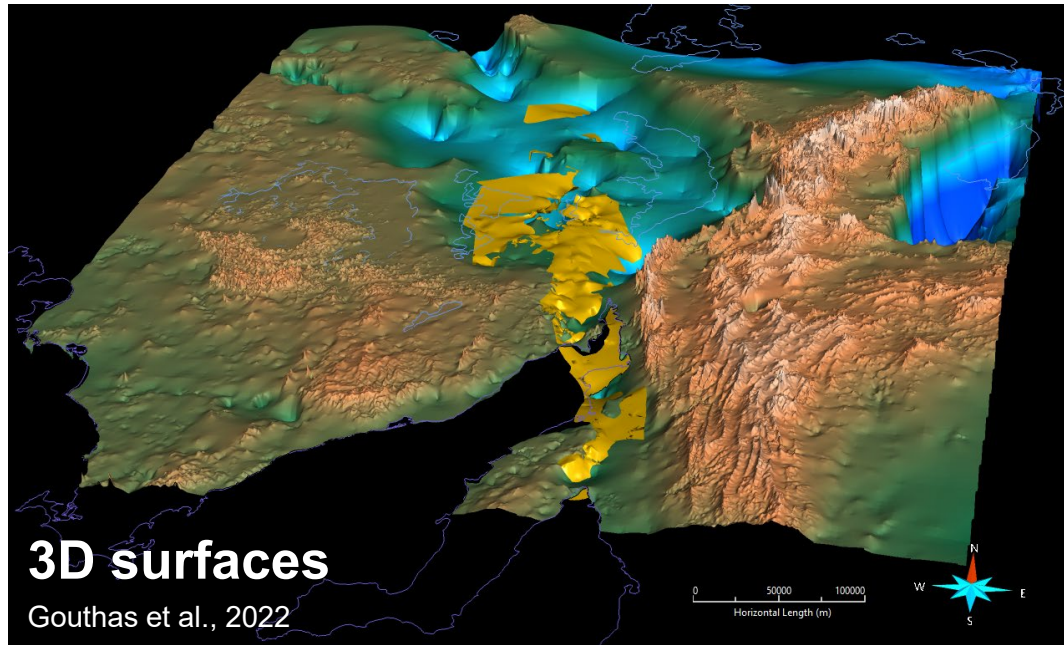 3D surfaces
Gouthas et al., 2022
0 50000 100000
Horizontal Length (m)
N
W E
S